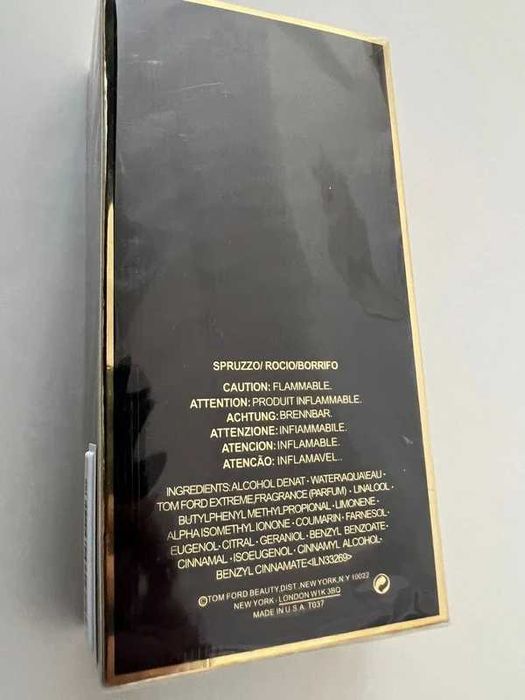 SPRUZZO/ ROCIO/BORRIFO
CAUTION: FLAMMABLE.
ATTENTION: PRODUIT INFLAMMABLE.
ACHTUNG: BRENNBAR.
ATTENZIONE: INFIAMMABILE.
ATENCION: INFLAMABLE.
ATENCÃO: INFLAMAVEL..
INGREDIENTS:ALCOHOL DENAT · WATER\AQUA\EAU ·
TOM FORD EXTREME,FRAGRANCE (PARFUM) · LINALOOL ·
BUTYLPHENYL METHYLPROPIONAL · LIMONENE ·
ALPHA ISOMETHYL IONONE · COUMARIN · FARNESOL ·
EUGENOL · CITRAL · GERANIOL · BENZYL BENZOATE ·
CINNAMAL · ISOEUGENOL · CINNAMYL ALCOHOL ·
BENZYL CINNAMATE<ILN33269>
©TOM FORD BEAUTY,DIST. NEW.YORK.N.Y 10022
NEW YORK · LONDON W1K 3BQ
MADE IN U.S.A T037